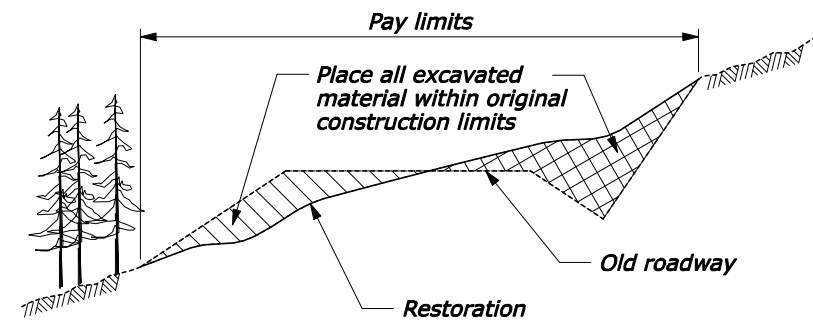 Pay limits
Place all excavated
material within original
construction limits
Old roadway
Restoration